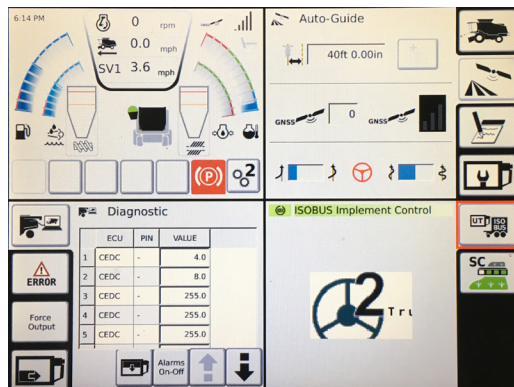 6:14 PM
0 rpm
0.0 mph
SV1 3.6 mph
(P)
2
Auto-Guide
40ft 0.00in
GNSS
0
GNSS
Diagnostic
ECU PIN VALUE
1 CEDC - 4.0
2 CEDC - 8.0
3 CEDC - 255.0
4 CEDC - 255.0
5 CEDC - 255.0
ERROR
Force
Output
Alarms
On-Off
ISOBUS Implement Control
2
Tru
UT ISO
BUS
SC